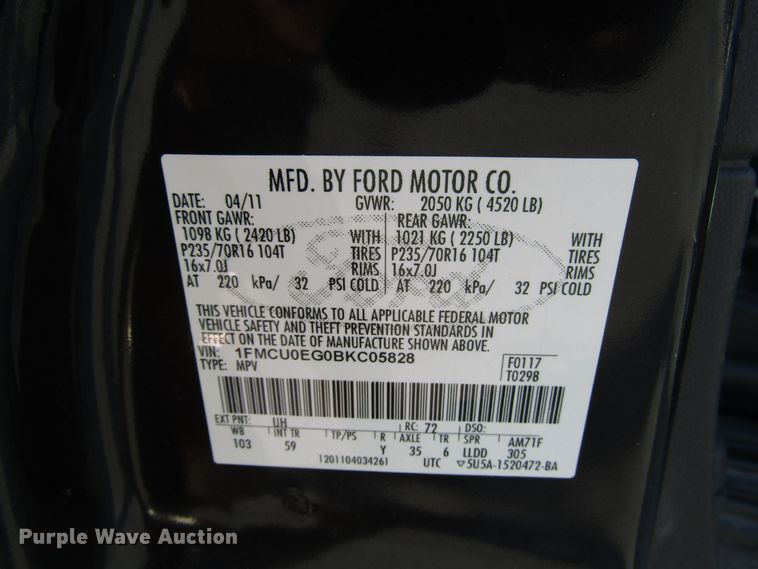 MFD. BY FORD MOTOR CO.
DATE: 04/11 GVWR: 2050 KG ( 4520 LB)
FRONT GAWR: REAR GAWR:
1098 KG ( 2420 LB) WITH 1021 KG ( 2250 LB) WITH
P235/70R16 104T TIRES P235/70R16 104T TIRES
16x7.0J RIMS 16x7.0J RIMS
AT 220 kPa/ 32 PSI COLD AT 220 kPa/ 32 PSI COLD
Ford
THIS VEHICLE CONFORMS TO ALL APPLICABLE FEDERAL MOTOR
VEHICLE SAFETY AND THEFT PREVENTION STANDARDS IN
EFFECT ON THE DATE OF MANUFACTURE SHOWN ABOVE.
VIN: 1FMCU0EG0BKC05828 F0117
TYPE: MPV T0298
EXT PNT: UH RC: 72 DSO:
WB INT TR TP/PS R AXLE TR SPR AM71F
103 59 Y 35 6 LLDD 305
1201104034261 UTC ▽5U5A-1520472-BA
Purple Wave Auction